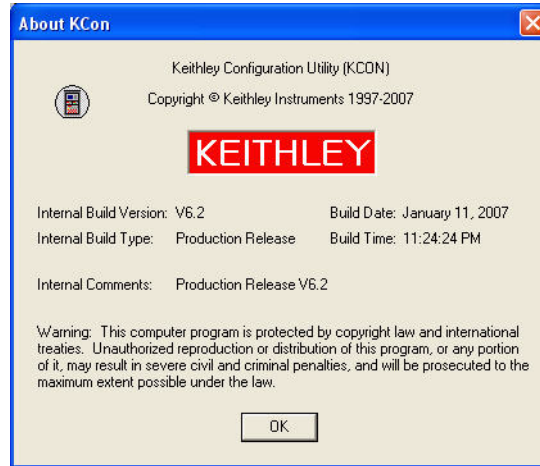 About KCon
Keithley Configuration Utility (KCON)
Copyright © Keithley Instruments 1997-2007
KEITHLEY
Internal Build Version: V6.2 Build Date: January 11, 2007
Internal Build Type: Production Release Build Time: 11:24:24 PM
Internal Comments: Production Release V6.2
Warning: This computer program is protected by copyright law and international
treaties. Unauthorized reproduction or distribution of this program, or any portion
of it, may result in severe civil and criminal penalties, and will be prosecuted to the
maximum extent possible under the law.
OK